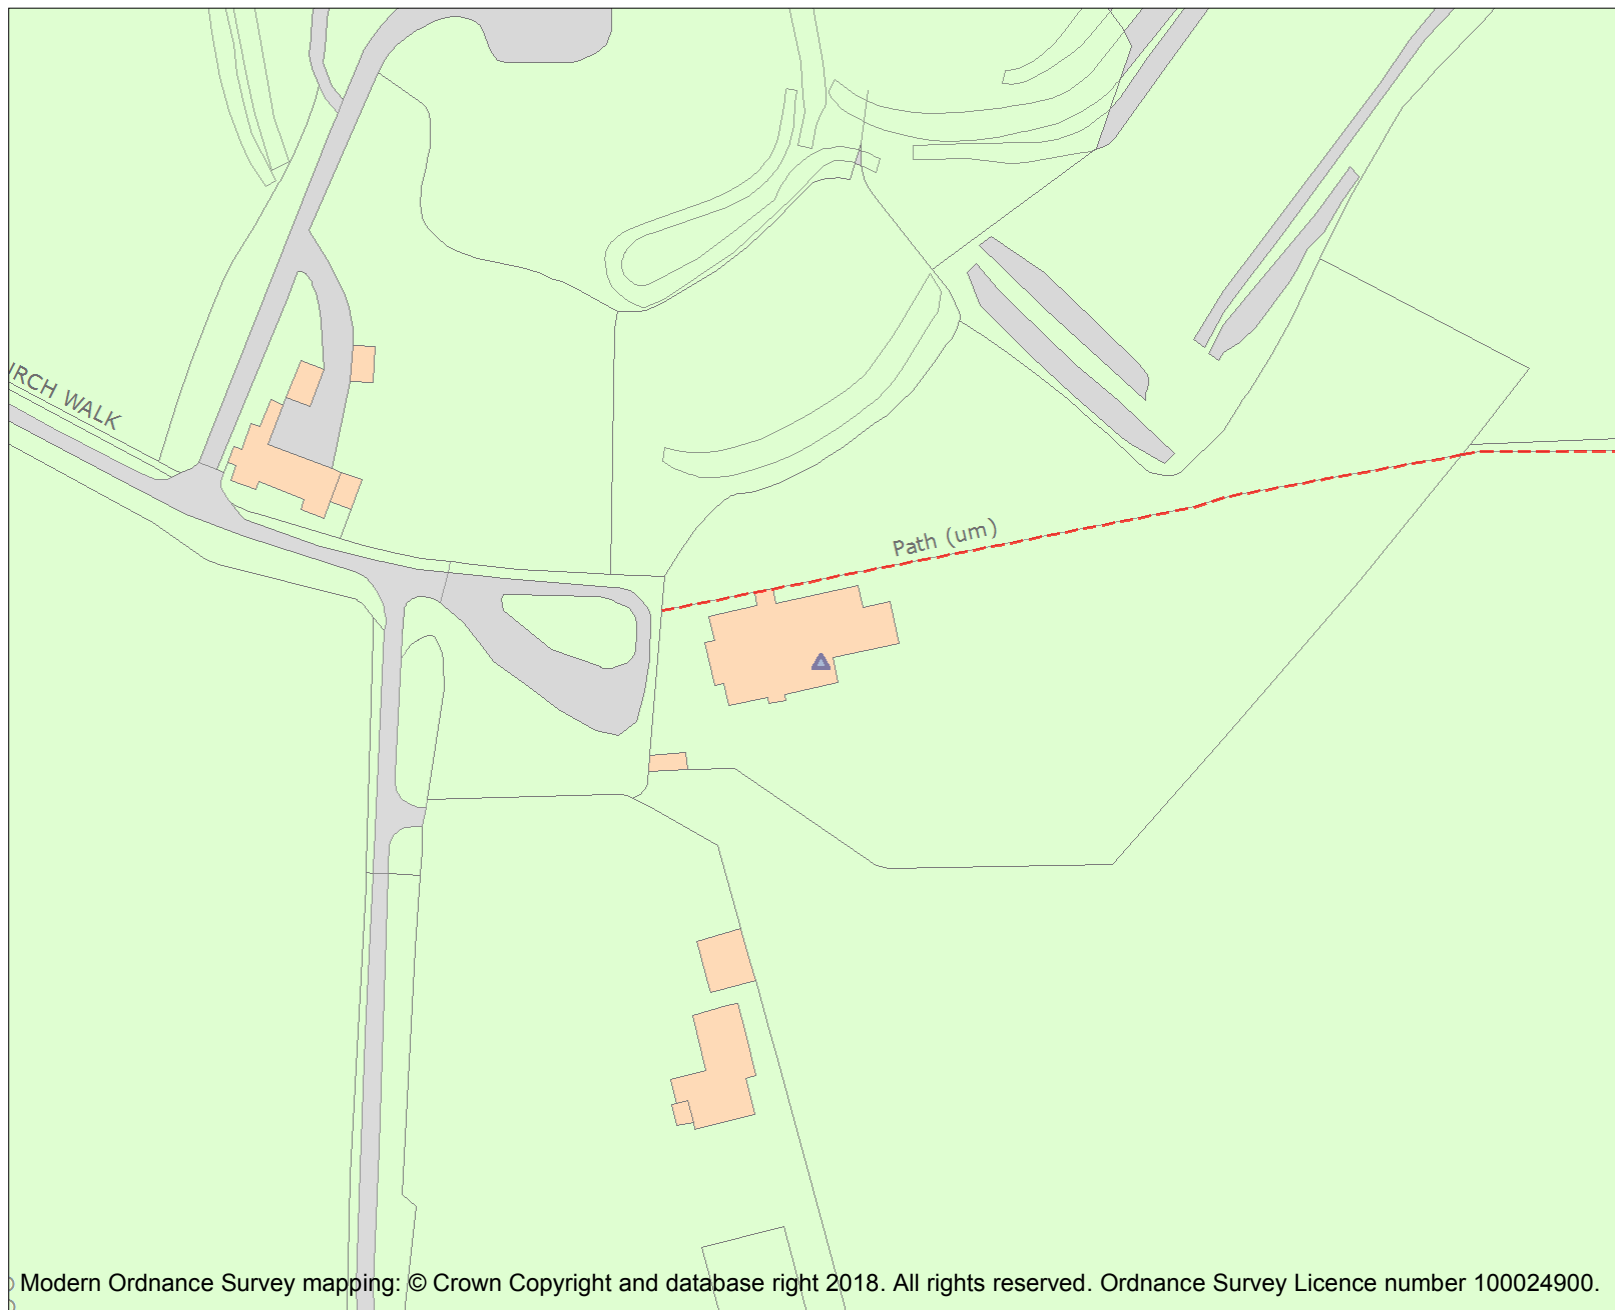 WALK
Path (um)
Modern Ordnance Survey mapping: © Crown Copyright and database right 2018. All rights reserved. Ordnance Survey Licence number 100024900.